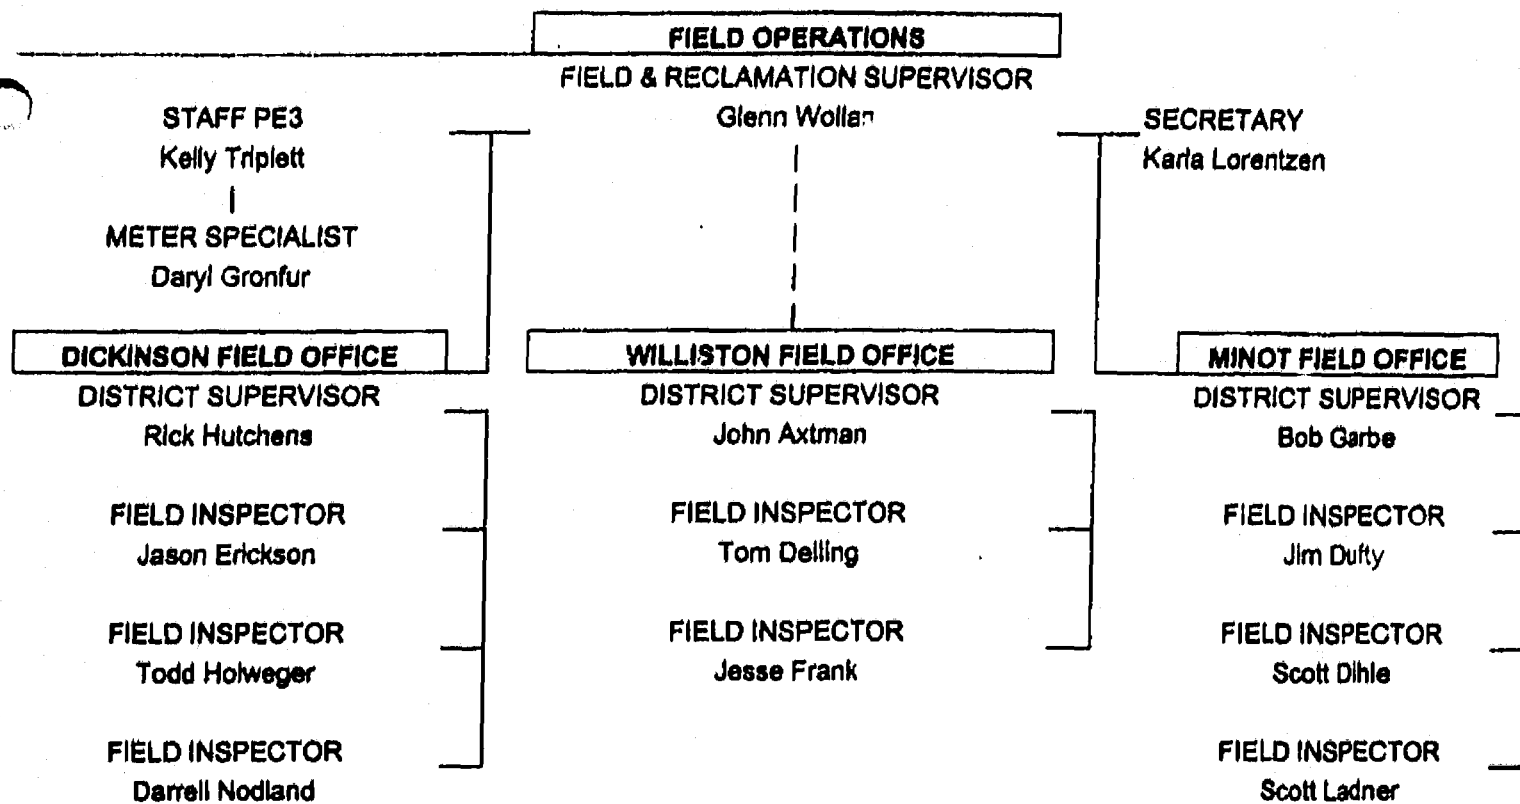 FIELD OPERATIONS
FIELD & RECLAMATION SUPERVISOR
Glenn Wollan
STAFF PE3
Kelly Triplett
METER SPECIALIST
Daryl Gronfur
SECRETARY
Karla Lorentzen
DICKINSON FIELD OFFICE
DISTRICT SUPERVISOR
Rick Hutchens
FIELD INSPECTOR
Jason Erickson
FIELD INSPECTOR
Todd Holweger
FIELD INSPECTOR
Darrell Nodland
WILLISTON FIELD OFFICE
DISTRICT SUPERVISOR
John Axtman
FIELD INSPECTOR
Tom Delling
FIELD INSPECTOR
Jesse Frank
MINOT FIELD OFFICE
DISTRICT SUPERVISOR
Bob Garbe
FIELD INSPECTOR
Jim Dufty
FIELD INSPECTOR
Scott Dihle
FIELD INSPECTOR
Scott Ladner